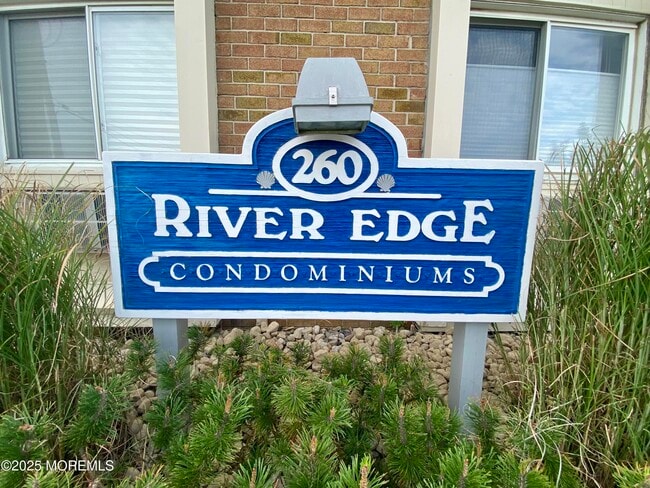 260
RIVER EDGE
CONDOMINIUMS
©2025 MOREMLS